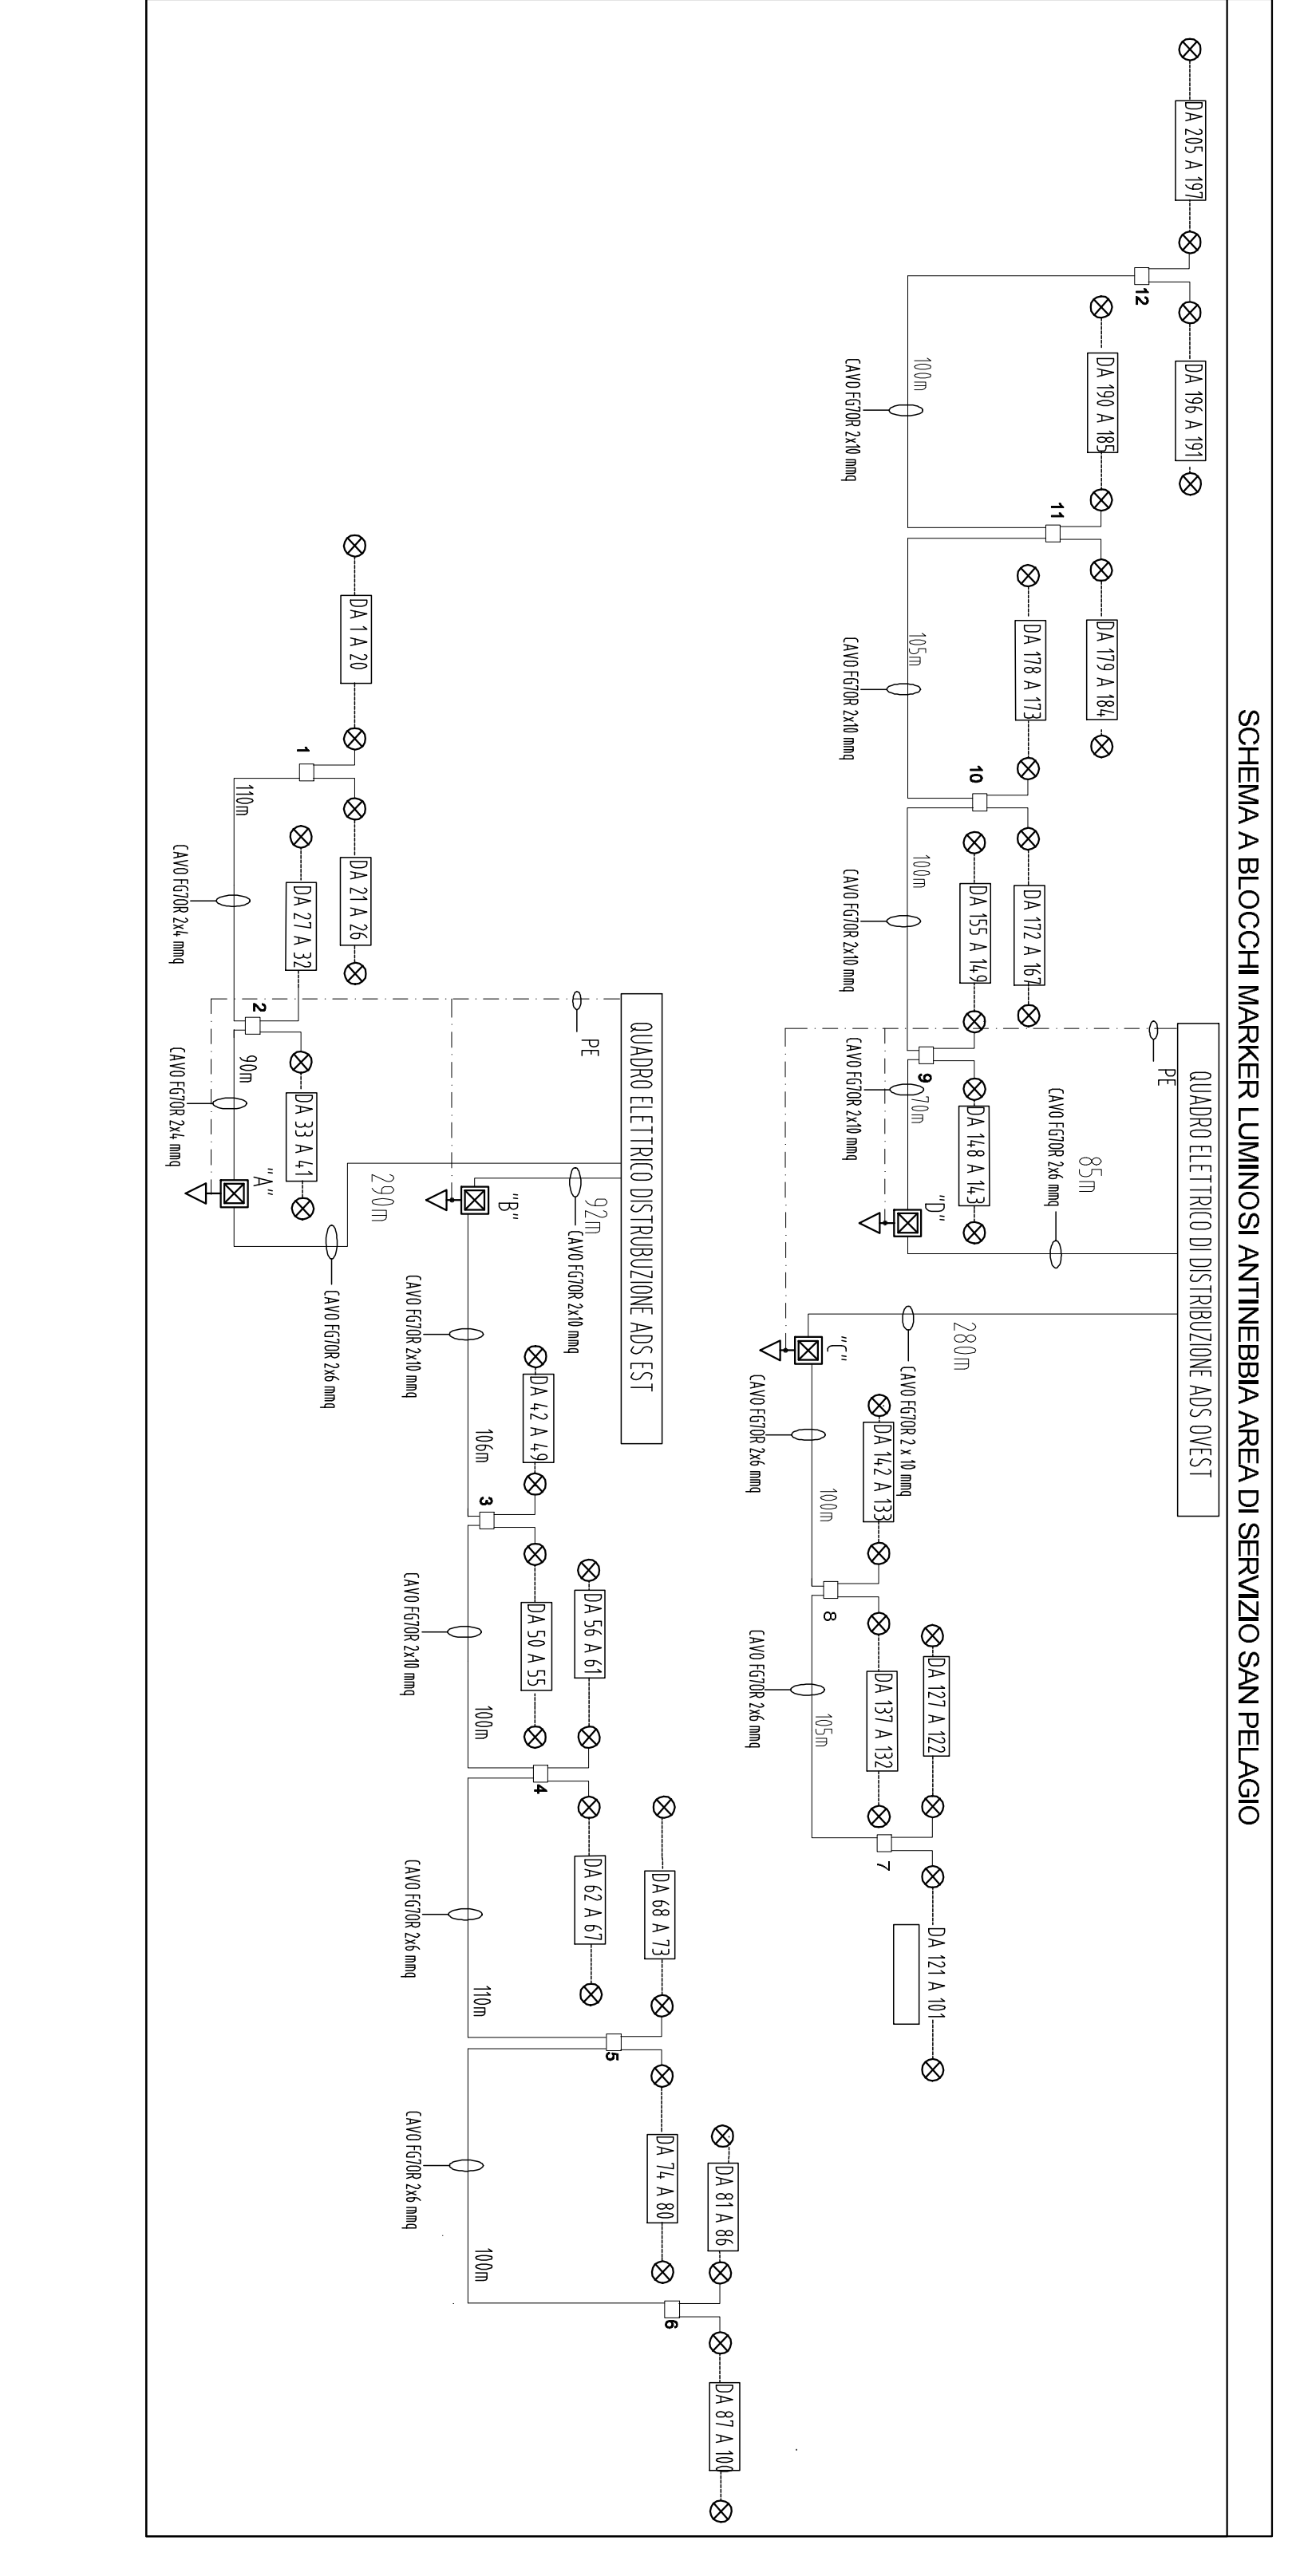 SCHEMA A BLOCCHI MARKER LUMINOSI ANTINEBBIA AREA DI SERVIZIO SAN PELAGIO
QUADRO ELETTRICO DI DISTRIBUZIONE ADS OVEST
DA 205 A 197
DA 196 A 191
12
DA 190 A 185
100m
CAVO FG7OR 2x10 mmq
11
DA 179 A 184
DA 178 A 173
105m
CAVO FG7OR 2x10 mmq
10
DA 172 A 167
DA 155 A 149
100m
CAVO FG7OR 2x10 mmq
PE
9
DA 148 A 143
70m
CAVO FG7OR 2x10 mmq
"D"
85m
CAVO FG7OR 2x6 mmq
280m
CAVO FG7OR 2 x 10 mmq
"C"
CAVO FG7OR 2x6 mmq
100m
DA 142 A 133
8
DA 137 A 132
DA 127 A 122
CAVO FG7OR 2x6 mmq
105m
7
DA 121 A 101
QUADRO ELETTRICO DISTRUBUZIONE ADS EST
PE
DA 1 A 20
1
DA 21 A 26
110m
CAVO FG7OR 2x4 mmq
DA 27 A 32
2
DA 33 A 41
90m
CAVO FG7OR 2x4 mmq
"A"
290m
CAVO FG7OR 2x6 mmq
"B"
92m
CAVO FG7OR 2x10 mmq
CAVO FG7OR 2x10 mmq
106m
DA 42 A 49
3
DA 50 A 55
DA 56 A 61
CAVO FG7OR 2x10 mmq
100m
4
DA 62 A 67
DA 68 A 73
CAVO FG7OR 2x6 mmq
110m
5
DA 74 A 80
DA 81 A 86
CAVO FG7OR 2x6 mmq
100m
6
DA 87 A 100